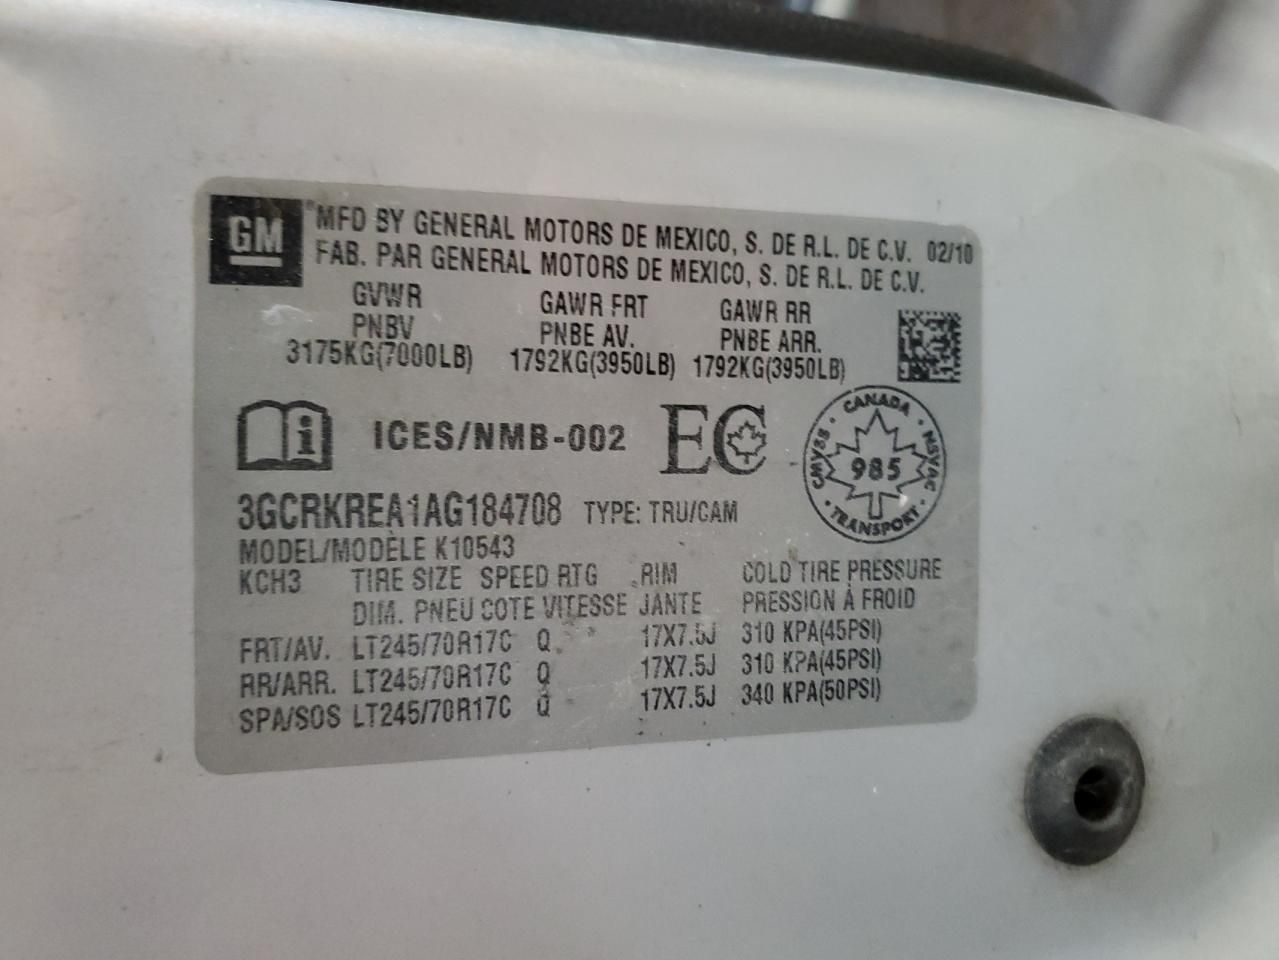 GM
MFD BY GENERAL MOTORS DE MEXICO, S. DE R.L. DE C.V. 02/10
FAB. PAR GENERAL MOTORS DE MEXICO, S. DE R.L. DE C.V.
GVWR GAWR FRT GAWR RR
PNBV PNBE AV. PNBE ARR.
3175KG(7000LB) 1792KG(3950LB) 1792KG(3950LB)
i ICES/NMB-002 EC
CANADA · NSVAC · TRANSPORT · CMVSS ·
985
3GCRKREA1AG184708 TYPE: TRU/CAM
MODEL/MODÈLE K10543
KCH3 TIRE SIZE SPEED RTG RIM COLD TIRE PRESSURE
DIM. PNEU COTE VITESSE JANTE PRESSION À FROID
FRT/AV. LT245/70R17C Q 17X7.5J 310 KPA(45PSI)
RR/ARR. LT245/70R17C Q 17X7.5J 310 KPA(45PSI)
SPA/SOS LT245/70R17C Q 17X7.5J 340 KPA(50PSI)